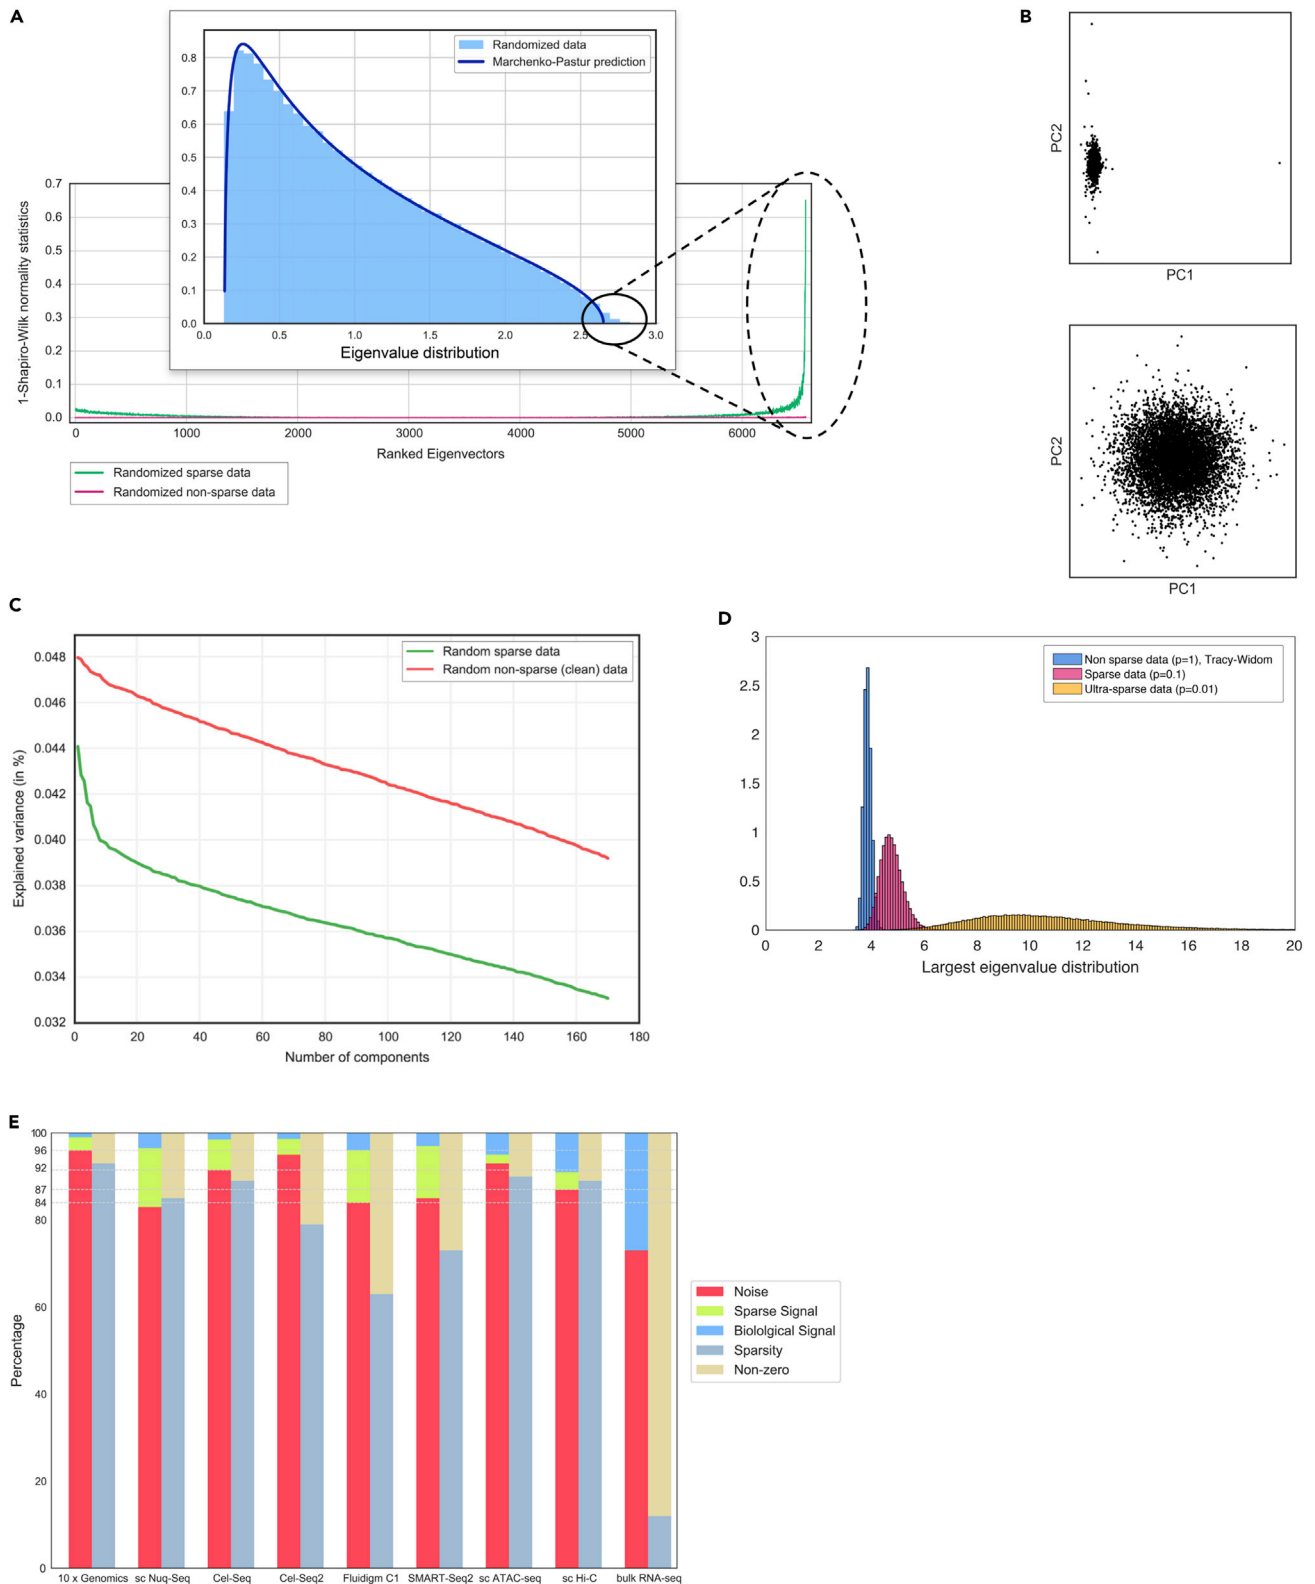 A
Randomized data
Marchenko-Pastur prediction
0.8
0.7
0.6
0.5
0.4
0.3
0.2
0.1
0.0
0.0 0.5 1.0 1.5 2.0 2.5 3.0
Eigenvalue distribution
1-Shapiro-Wilk normality statistics
0.7
0.6
0.5
0.4
0.3
0.2
0.1
0.0
0 1000 2000 3000 4000 5000 6000
Ranked Eigenvectors
Randomized sparse data
Randomized non-sparse data
B
PC2
PC1
PC2
PC1
C
Random sparse data
Random non-sparse (clean) data
Explained variance (in %)
0.048
0.046
0.044
0.042
0.040
0.038
0.036
0.034
0.032
0 20 40 60 80 100 120 140 160 180
Number of components
D
Non sparse data (p=1), Tracy-Widom
Sparse data (p=0.1)
Ultra-sparse data (p=0.01)
3
2.5
2
1.5
1
0.5
0
0 2 4 6 8 10 12 14 16 18 20
Largest eigenvalue distribution
E
Percentage
100
96
92
87
84
80
60
40
20
0
10 x Genomics sc Nuq-Seq Cel-Seq Cel-Seq2 Fluidigm C1 SMART-Seq2 sc ATAC-seq sc Hi-C bulk RNA-seq
Noise
Sparse Signal
Biololgical Signal
Sparsity
Non-zero